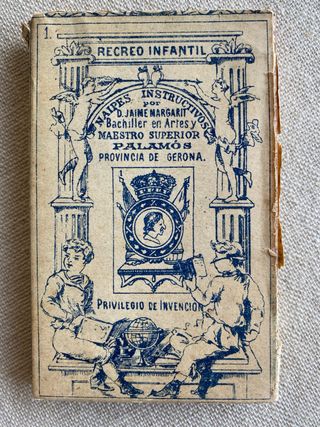 1.
RECREO INFANTIL
NAIPES INSTRUCTIVOS
por
D. JAIME MARGARIT
Bachiller en Artes y
MAESTRO SUPERIOR
PALAMÓS
PROVINCIA DE GERONA.
PRIVILEGIO DE INVENCION